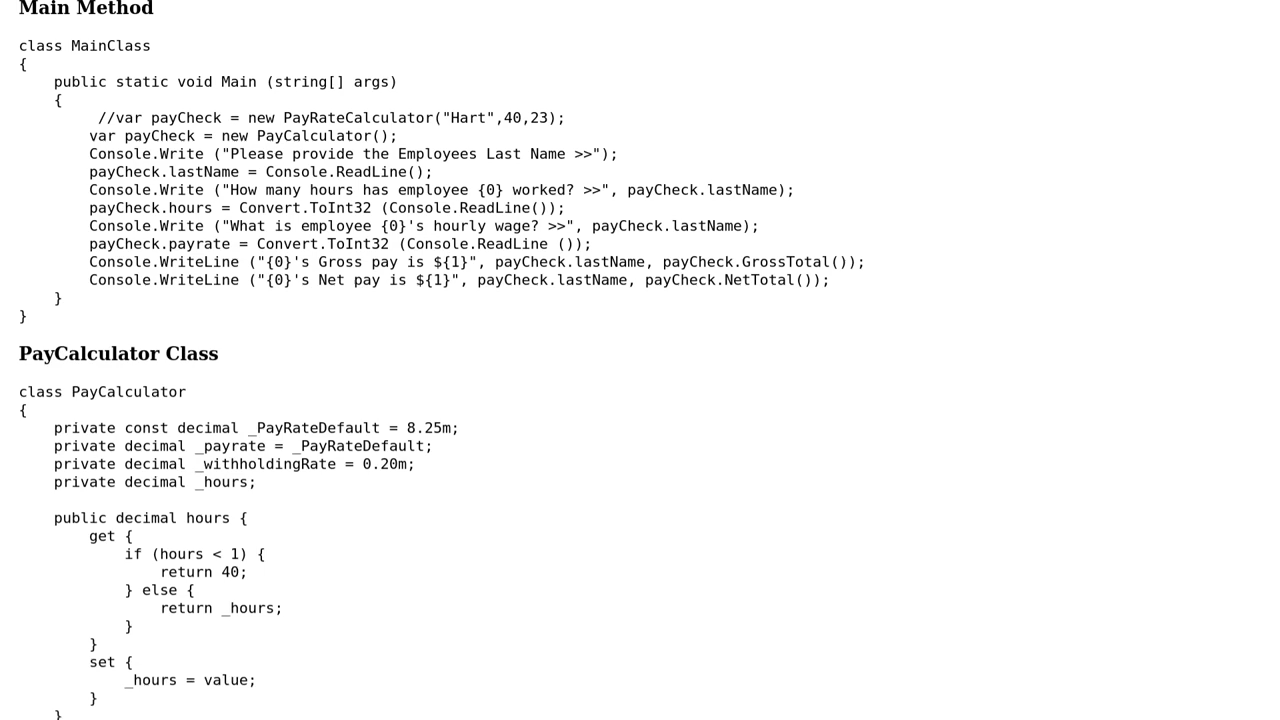 Main Method
class MainClass
{
    public static void Main (string[] args)
    {
         //var payCheck = new PayRateCalculator("Hart",40,23);
        var payCheck = new PayCalculator();
        Console.Write ("Please provide the Employees Last Name >>");
        payCheck.lastName = Console.ReadLine();
        Console.Write ("How many hours has employee {0} worked? >>", payCheck.lastName);
        payCheck.hours = Convert.ToInt32 (Console.ReadLine());
        Console.Write ("What is employee {0}'s hourly wage? >>", payCheck.lastName);
        payCheck.payrate = Convert.ToInt32 (Console.ReadLine ());
        Console.WriteLine ("{0}'s Gross pay is ${1}", payCheck.lastName, payCheck.GrossTotal());
        Console.WriteLine ("{0}'s Net pay is ${1}", payCheck.lastName, payCheck.NetTotal());
    }
}
PayCalculator Class
class PayCalculator
{
    private const decimal _PayRateDefault = 8.25m;
    private decimal _payrate = _PayRateDefault;
    private decimal _withholdingRate = 0.20m;
    private decimal _hours;

    public decimal hours {
        get {
            if (hours < 1) {
                return 40;
            } else {
                return _hours;
            }
        }
        set {
            _hours = value;
        }
    }